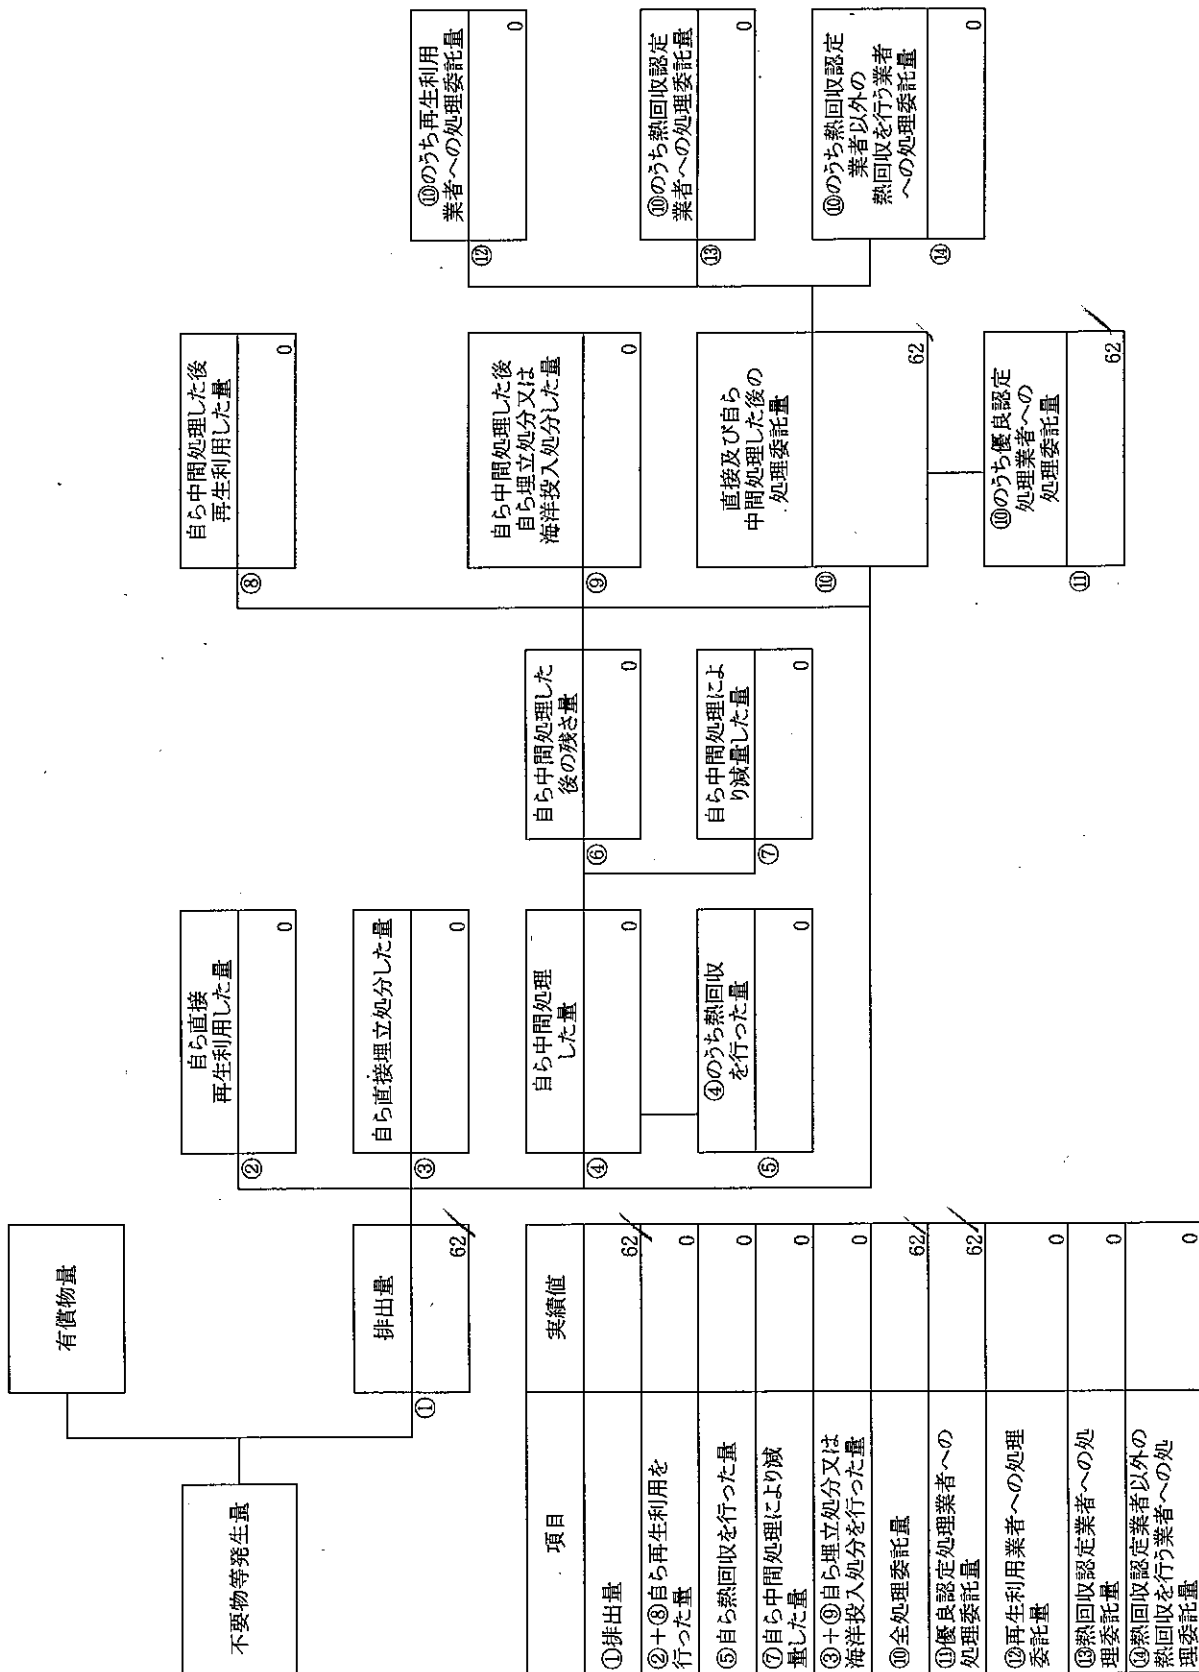 不要物等発生量
有償物量
①
排出量
62
②
自ら直接
再生利用した量
0
③
自ら直接埋立処分した量
0
④
自ら中間処理
した量
0
⑤
④のうち熱回収
を行った量
0
⑥
自ら中間処理した
後の残さ量
0
⑦
自ら中間処理によ
り減量した量
0
⑧
自ら中間処理した後
再生利用した量
0
⑨
自ら中間処理した後
自ら埋立処分又は
海洋投入処分した量
0
⑩
直接及び自ら
中間処理した後の
処理委託量
62
⑪
⑩のうち優良認定
処理業者への
処理委託量
62
⑫
⑩のうち再生利用
業者への処理委託量
0
⑬
⑩のうち熱回収認定
業者への処理委託量
0
⑭
⑩のうち熱回収認定
業者以外の
熱回収を行う業者
への処理委託量
0
項目
実績値
①排出量
62
②+⑧自ら再生利用を
行った量
0
⑤自ら熱回収を行った量
0
⑦自ら中間処理により減
量した量
0
③+⑨自ら埋立処分又は
海洋投入処分を行った量
0
⑩全処理委託量
62
⑪優良認定処理業者への
処理委託量
62
⑫再生利用業者への処理
委託量
0
⑬熱回収認定業者への処
理委託量
0
⑭熱回収認定業者以外の
熱回収を行う業者への処
理委託量
0